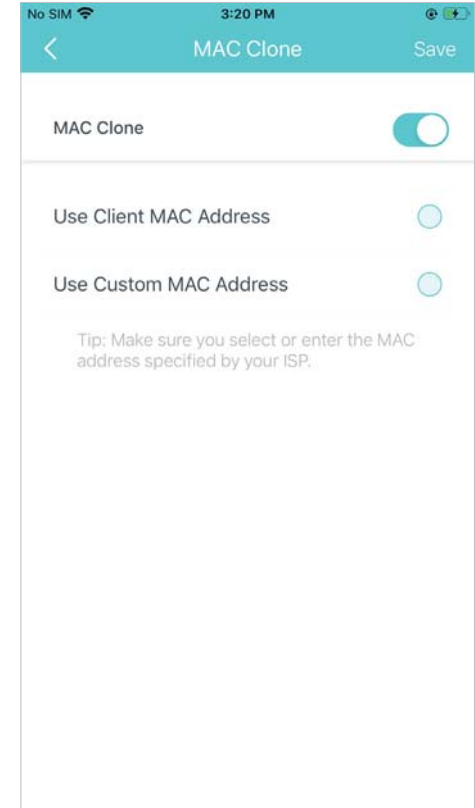 No SIM 3:20 PM
MAC Clone Save
MAC Clone
Use Client MAC Address
Use Custom MAC Address
Tip: Make sure you select or enter the MAC
address specified by your ISP.